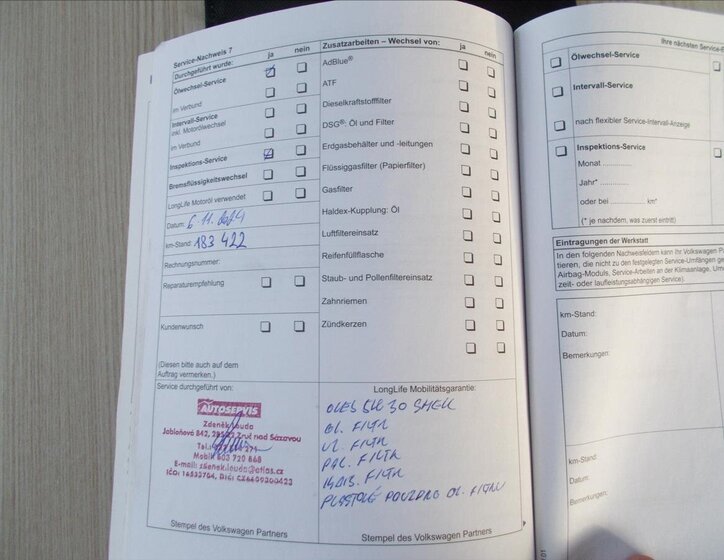 Service-Nachweis 7
Durchgeführt wurde: ja nein
Ölwechsel-Service
im Verbund
Intervall-Service
inkl. Motorölwechsel
im Verbund
Inspektions-Service
Bremsflüssigkeitswechsel
LongLife Motoröl verwendet
Datum: 6. 11.
km-Stand: 183 422
Rechnungsnummer:
Reparaturempfehlung
Kundenwunsch
(Diesen bitte auch auf dem
Auftrag vermerken.)
Zusatzarbeiten – Wechsel von: ja nein
AdBlue®
ATF
Dieselkraftstofffilter
DSG®: Öl und Filter
Erdgasbehälter und -leitungen
Flüssiggasfilter (Papierfilter)
Gasfilter
Haldex-Kupplung: Öl
Luftfiltereinsatz
Reifenfüllflasche
Staub- und Pollenfiltereinsatz
Zahnriemen
Zündkerzen
Service durchgeführt von:
AUTOSERVIS
Zdeněk Louda
Jabloňová 842, Zruč nad Sázavou
Tel.: 271
Mobil: 603 720 668
E-mail: zdenek.louda@atlas.cz
Stempel des Volkswagen Partners
LongLife Mobilitätsgarantie:
30 SHELL
OL. FILTR
VZ. FILTR
PAL. FILTR
KABIN. FILTR
PLASTOVÉ POUZDRO OL. FILTRU
Stempel des Volkswagen Partners
Ihre nächsten
Ölwechsel-Service
Intervall-Service
nach flexibler Service-Intervall-Anzeige
Inspektions-Service
Monat ............
Jahr* ............
oder bei .......... km*
(* je nachdem, was zuerst eintritt)
Eintragungen der Werkstatt
In den folgenden Nachweisfeldern kann Ihr Volkswagen
tieren, die nicht zu den festgelegten Service-Umfängen
Airbag-Moduls, Service-Arbeiten an der Klimaanlage,
zeit- oder laufleistungsabhängigen Service).
km-Stand:
Datum:
Bemerkungen:
km-Stand:
Datum:
Bemerkungen: